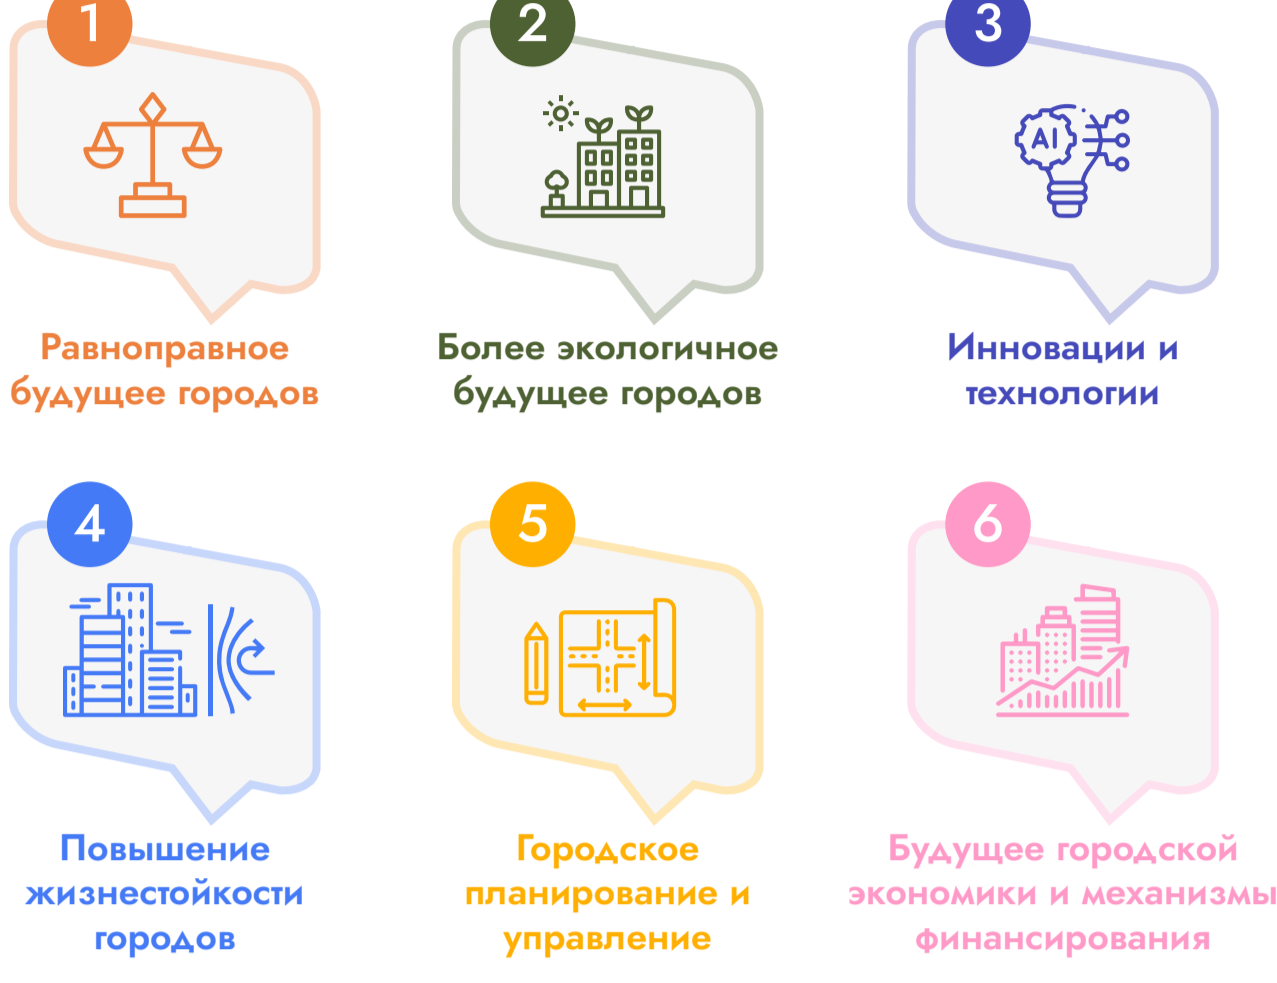 1
Равноправное
будущее городов
2
Более экологичное
будущее городов
3
AI
Инновации и
технологии
4
Повышение
жизнестойкости
городов
5
Городское
планирование и
управление
6
Будущее городской
экономики и механизмы
финансирования